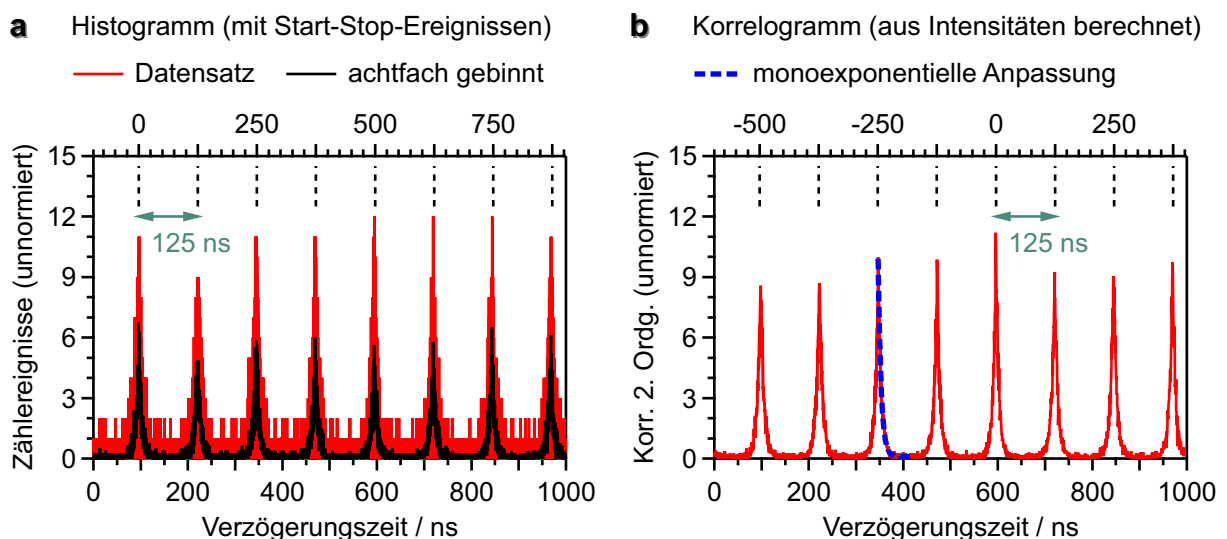 a Histogramm (mit Start-Stop-Ereignissen)
Datensatz achtfach gebinnt
0 250 500 750
15
12
9
6
3
0
125 ns
Zählereignisse (unnormiert)
0 200 400 600 800 1000
Verzögerungszeit / ns
b Korrelogramm (aus Intensitäten berechnet)
monoexponentielle Anpassung
-500 -250 0 250
15
12
9
6
3
0
125 ns
Korr. 2. Ordg. (unnormiert)
0 200 400 600 800 1000
Verzögerungszeit / ns